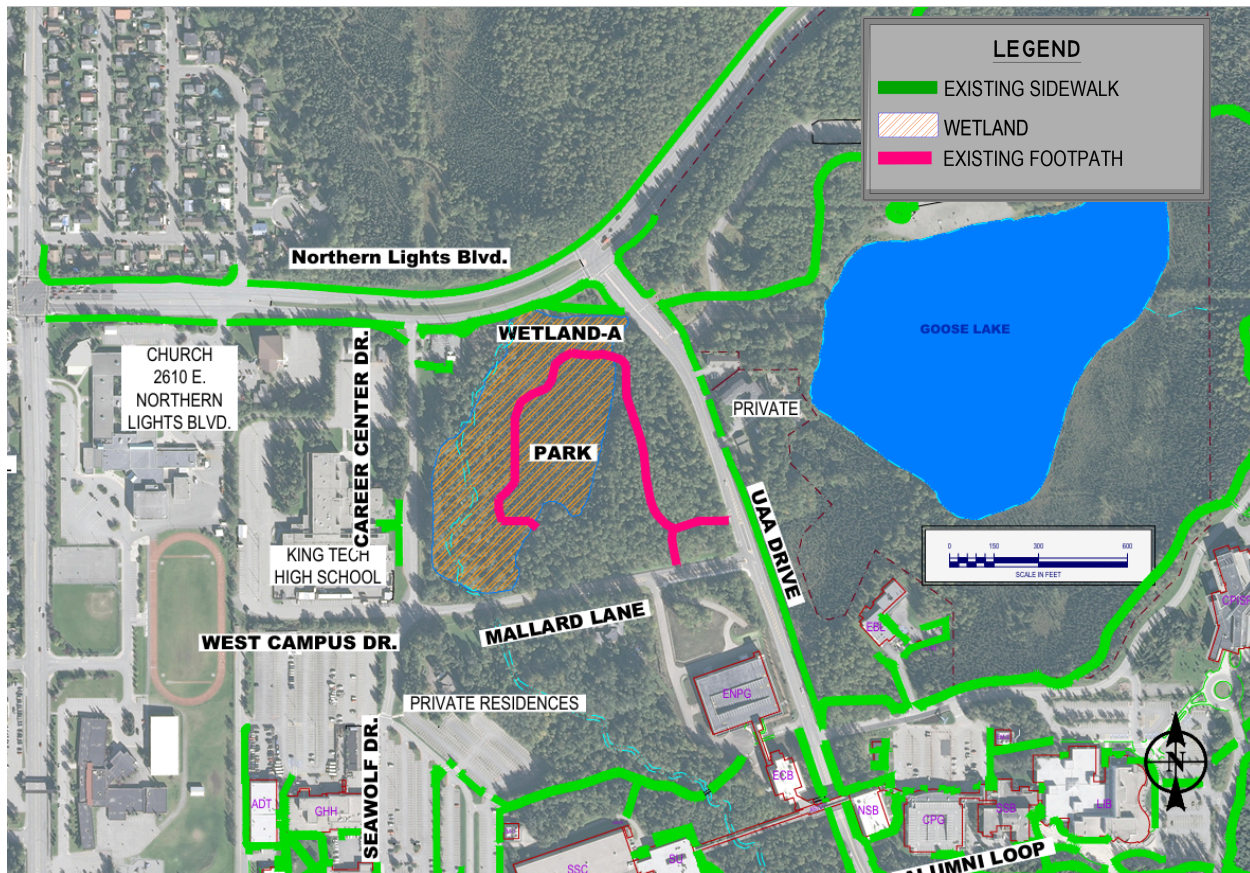 LEGEND
EXISTING SIDEWALK
WETLAND
EXISTING FOOTPATH
Northern Lights Blvd.
WETLAND-A
GOOSE LAKE
CHURCH
2610 E.
NORTHERN
LIGHTS BLVD.
CAREER CENTER DR.
PRIVATE
PARK
UAA DRIVE
KING TECH
HIGH SCHOOL
0 150 300 600
SCALE IN FEET
MALLARD LANE
WEST CAMPUS DR.
EBL
ENPG
PRIVATE RESIDENCES
SEAWOLF DR.
N
ECB
ADT
GHH
NSB
CPG
SSB
LIB
SSC
SU
ALUMNI LOOP